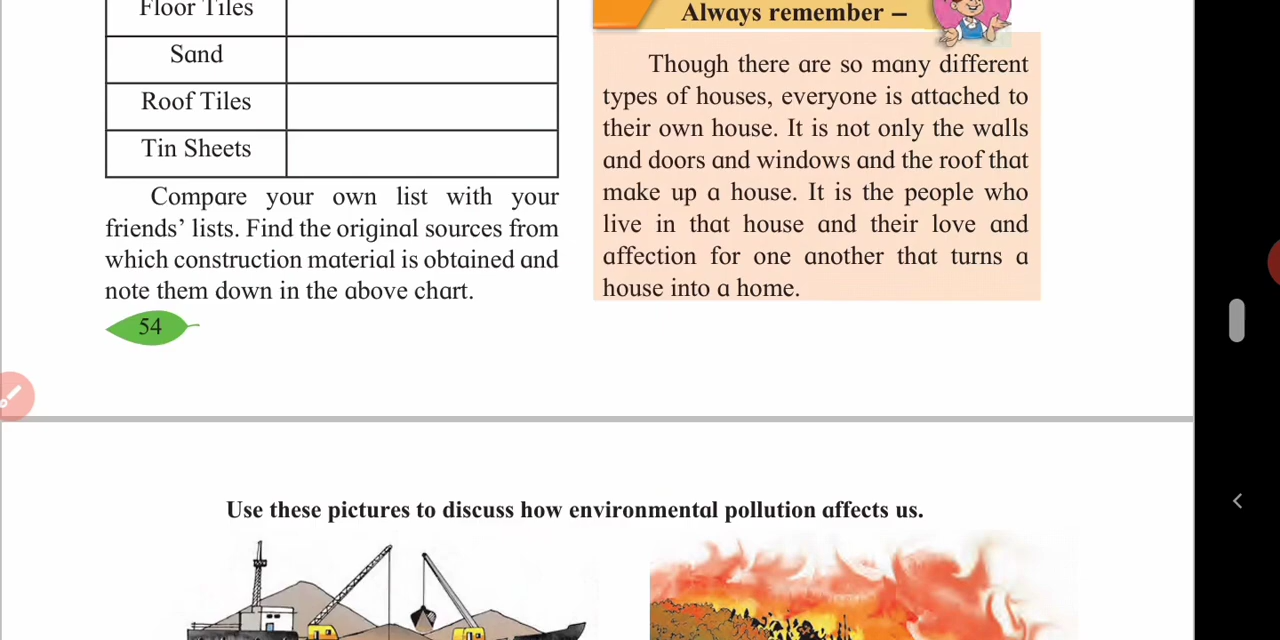 Floor Tiles
Sand
Roof Tiles
Tin Sheets
Compare your own list with your
friends’ lists. Find the original sources from
which construction material is obtained and
note them down in the above chart.
54
Always remember –
Though there are so many different
types of houses, everyone is attached to
their own house. It is not only the walls
and doors and windows and the roof that
make up a house. It is the people who
live in that house and their love and
affection for one another that turns a
house into a home.
Use these pictures to discuss how environmental pollution affects us.